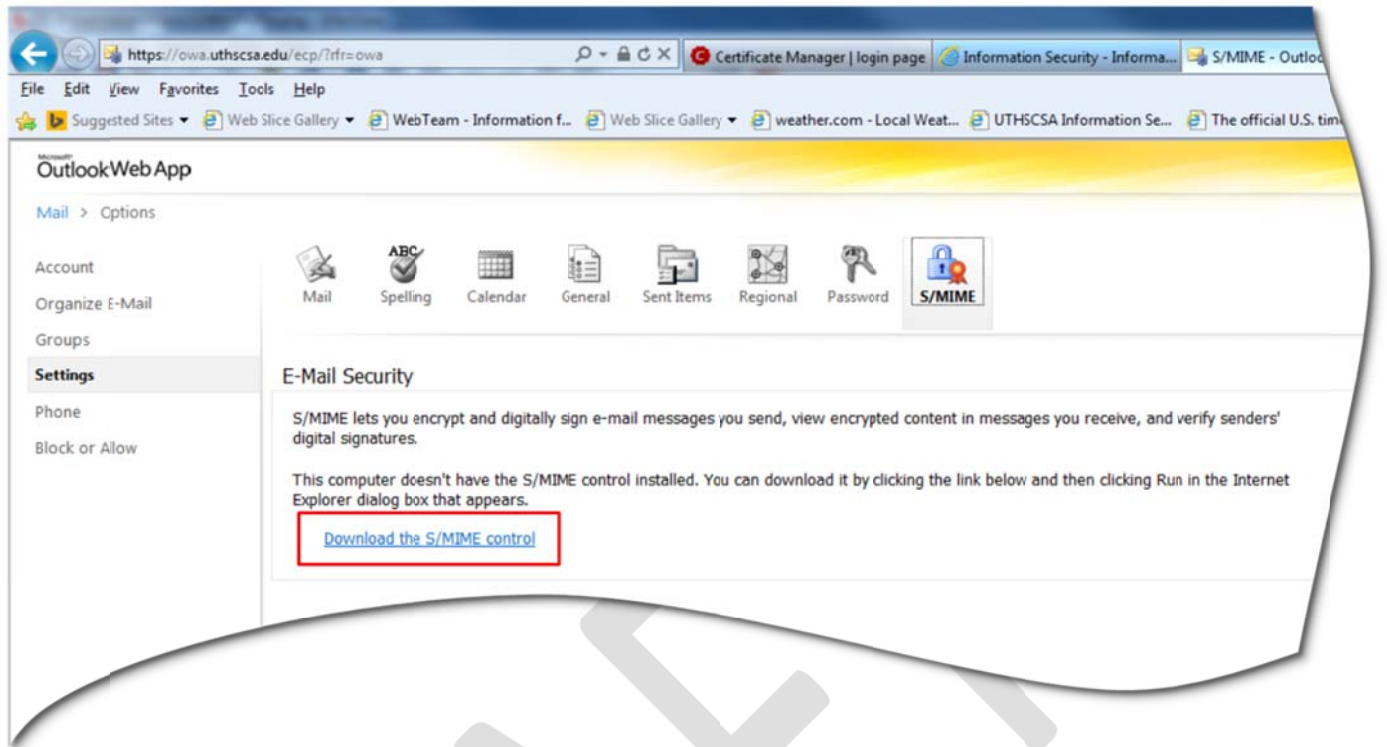 https://owa.uthscsa.edu/ecp/?rfr=owa
Certificate Manager | login page
Information Security - Informa...
S/MIME - Outloo
File Edit View Favorites Tools Help
Suggested Sites Web Slice Gallery WebTeam - Information f... Web Slice Gallery weather.com - Local Weat... UTHSCSA Information Se... The official U.S. tim
Microsoft
Outlook Web App
Mail > Options
Account
Organize E-Mail
Groups
Settings
Phone
Block or Allow
Mail
ABC
Spelling
Calendar
General
Sent Items
Regional
Password
S/MIME
E-Mail Security
S/MIME lets you encrypt and digitally sign e-mail messages you send, view encrypted content in messages you receive, and verify senders'
digital signatures.
This computer doesn't have the S/MIME control installed. You can download it by clicking the link below and then clicking Run in the Internet
Explorer dialog box that appears.
Download the S/MIME control